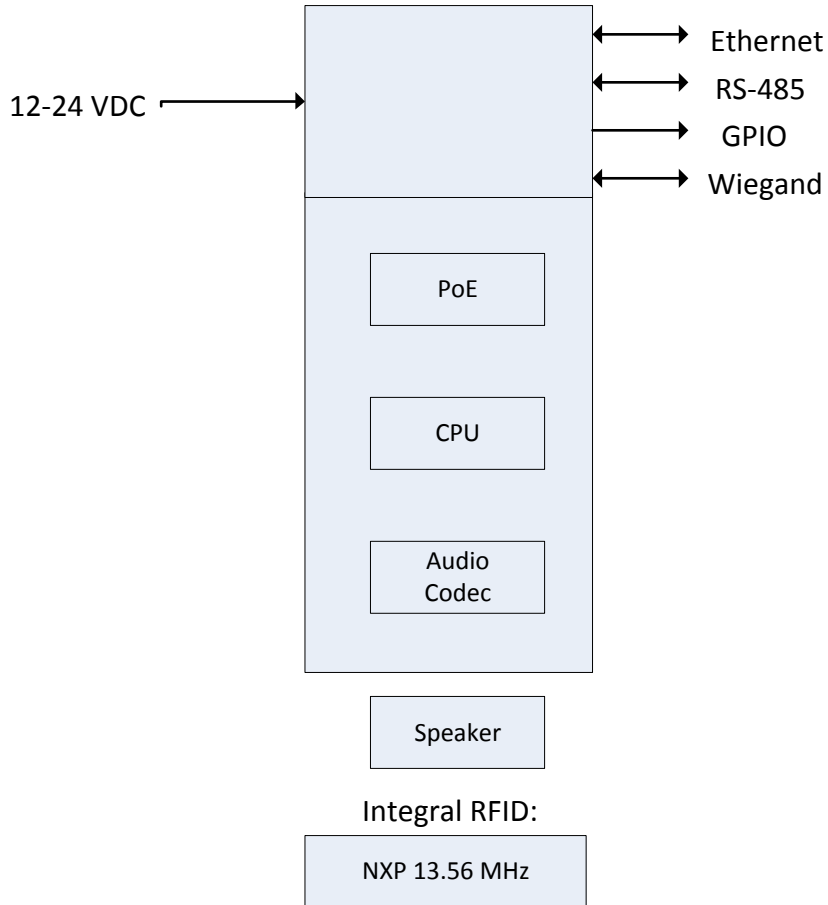 Ethernet
12-24 VDC
RS-485
GPIO
Wiegand
PoE
CPU
Audio
Codec
Speaker
Integral RFID:
NXP 13.56 MHz